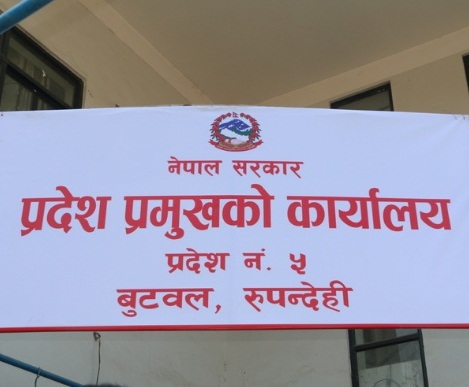 नेपाल सरकार
प्रदेश प्रमुखको कार्यालय
प्रदेश नं. ५
बुटवल, रुपन्देही